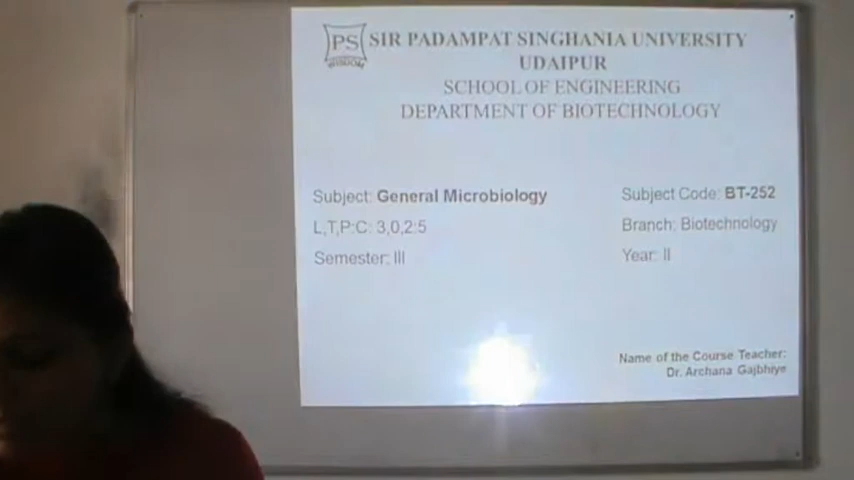 PS
WISDOM
SIR PADAMPAT SINGHANIA UNIVERSITY
UDAIPUR
SCHOOL OF ENGINEERING
DEPARTMENT OF BIOTECHNOLOGY
Subject: General Microbiology
Subject Code: BT-252
L,T,P:C: 3,0,2:5
Branch: Biotechnology
Semester: III
Year: II
Name of the Course Teacher:
Dr. Archana Gajbhiye